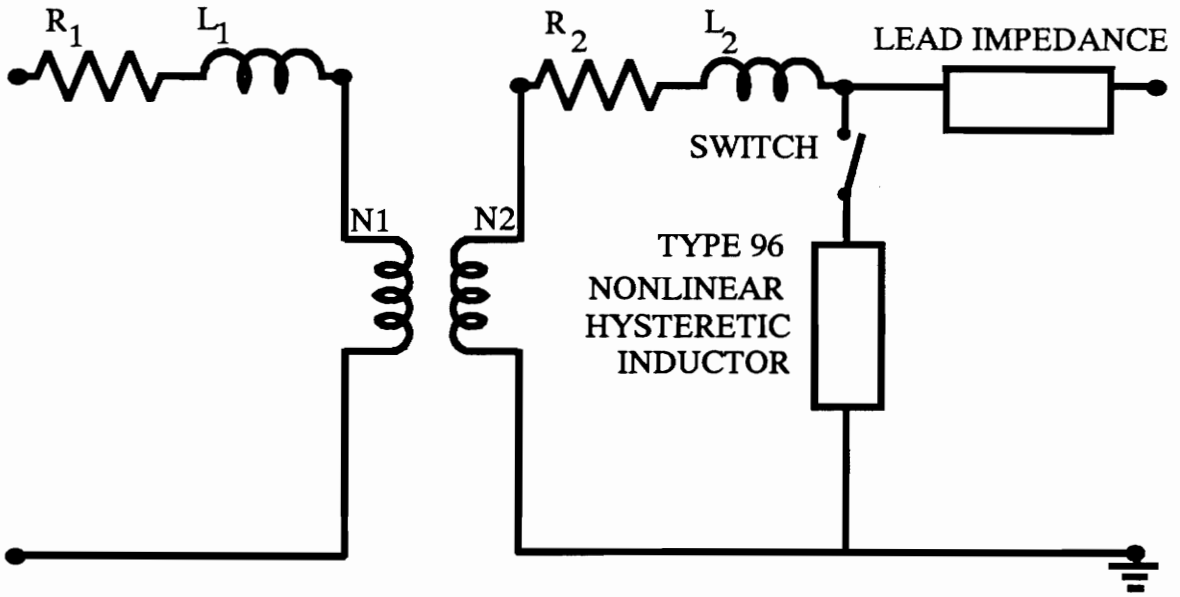 R1
L1
R2
L2
LEAD IMPEDANCE
SWITCH
N1
N2
TYPE 96
NONLINEAR
HYSTERETIC
INDUCTOR